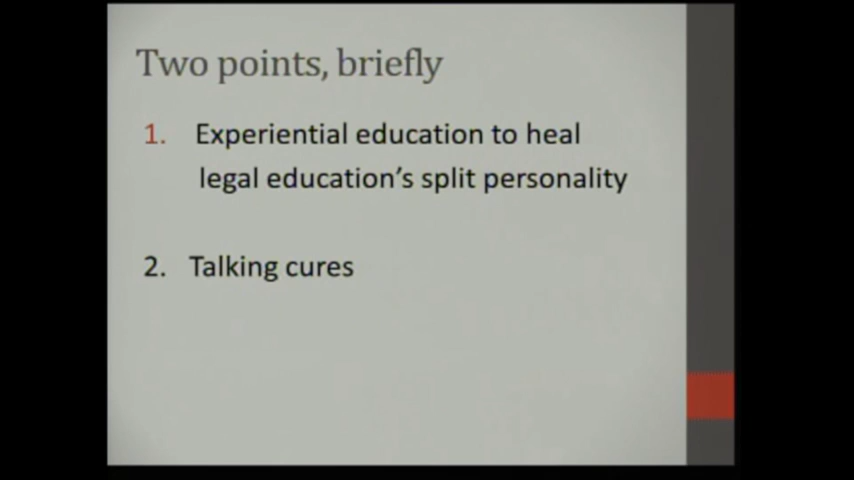 Two points, briefly
1. Experiential education to heal
legal education's split personality
2. Talking cures